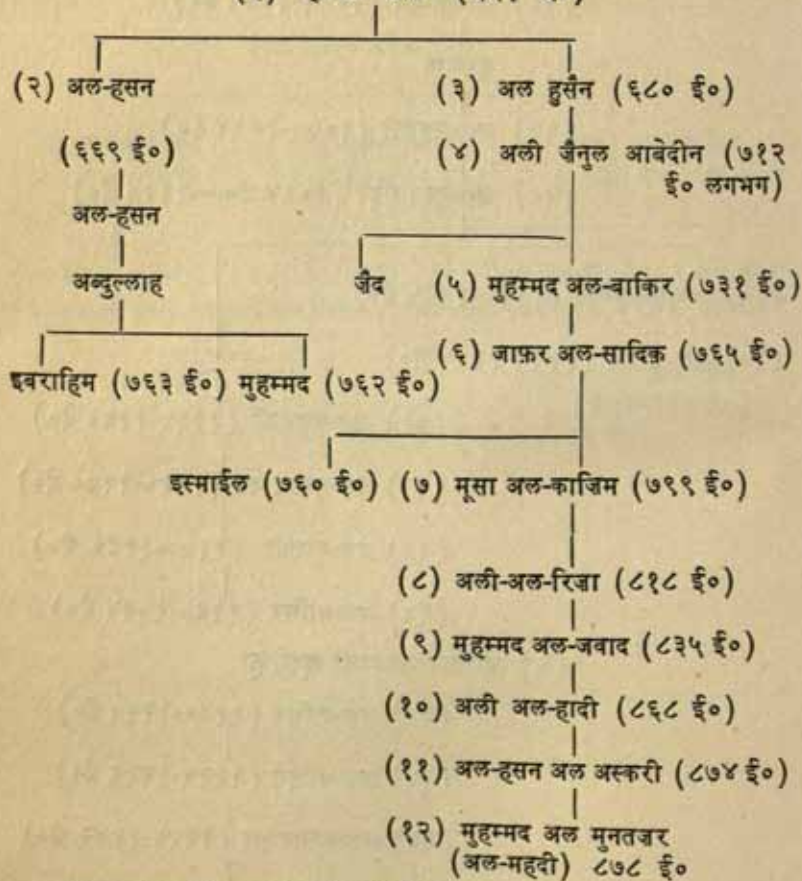 (२) अल-हसन (३) अल हुसैन (६८० ई०)
(६६९ ई०) (४) अली ज़ैनुल आबेदीन (७१२
ई० लगभग)
अल-हसन
अब्दुल्लाह ज़ैद (५) मुहम्मद अल-बाकिर (७३१ ई०)
(६) जाफ़र अल-सादिक़ (७६५ ई०)
इबराहिम (७६३ ई०) मुहम्मद (७६२ ई०)
इस्माईल (७६० ई०) (७) मूसा अल-काज़िम (७९९ ई०)
(८) अली-अल-रिज़ा (८१८ ई०)
(९) मुहम्मद अल-जवाद (८३५ ई०)
(१०) अली अल-हादी (८६८ ई०)
(११) अल-हसन अल अस्करी (८७४ ई०)
(१२) मुहम्मद अल मुनतज़र
(अल-महदी) ८७८ ई०